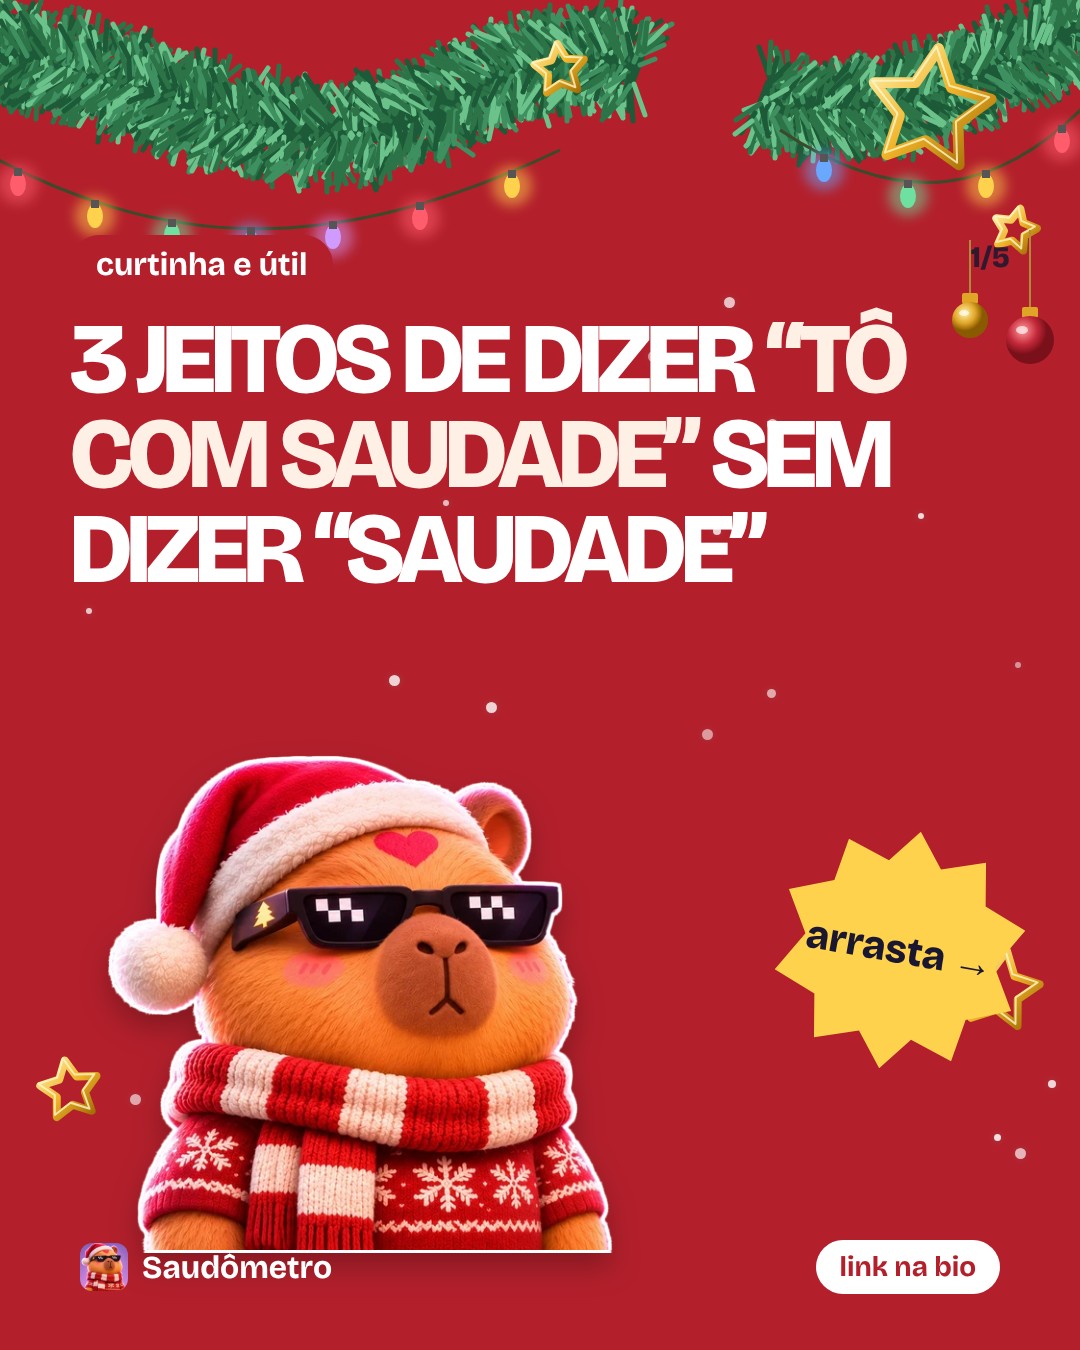 curtinha e útil
1/5
3 JEITOS DE DIZER “TÔ
COM SAUDADE” SEM
DIZER “SAUDADE”
arrasta →
Saudômetro
link na bio